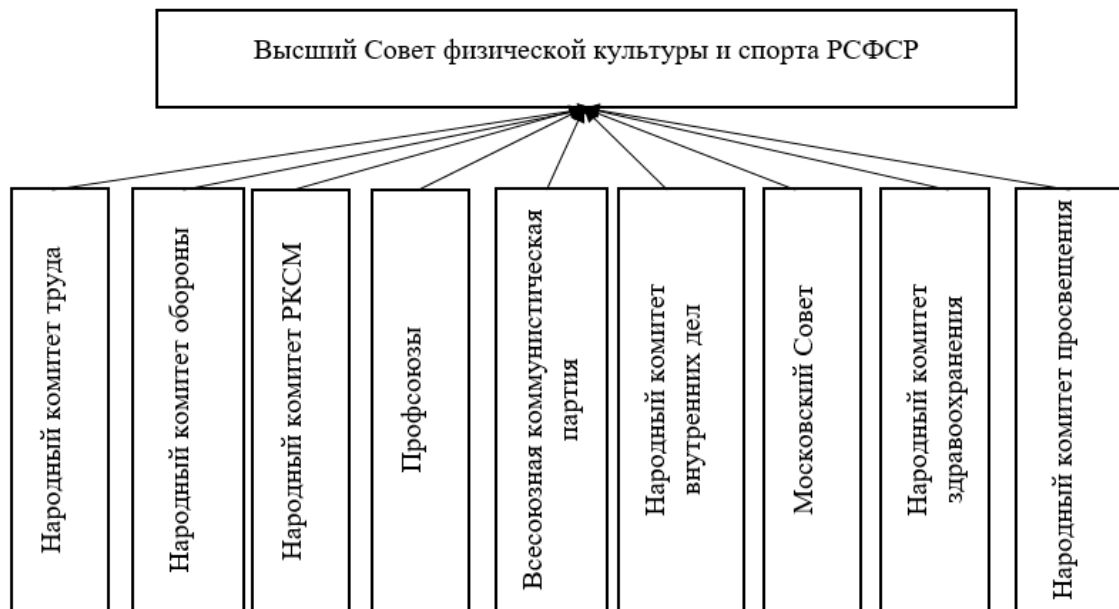 Высший Совет физической культуры и спорта РСФСР
Народный комитет труда
Народный комитет обороны
Народный комитет РКСМ
Профсоюзы
Всесоюзная коммунистическая
партия
Народный комитет
внутренних дел
Московский Совет
Народный комитет
здравоохранения
Народный комитет просвещения